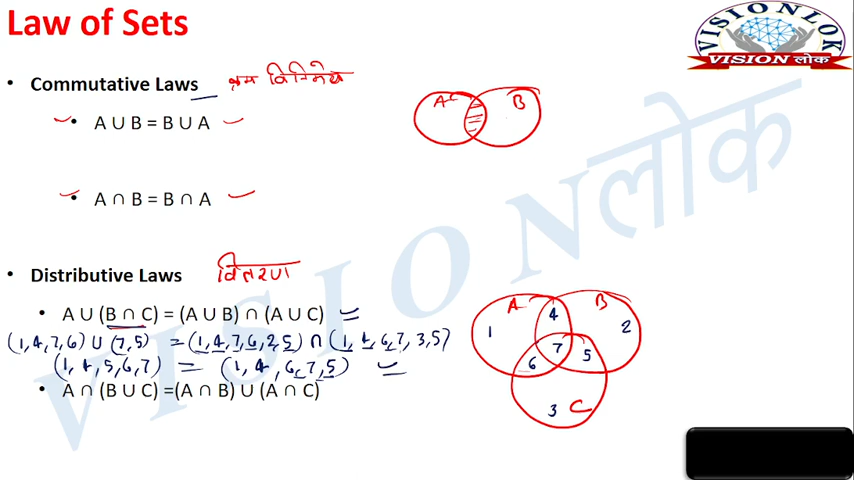 Law of Sets
VISIONLOK
VISION लोक
• Commutative Laws क्रम विनिमेय
• A ∪ B = B ∪ A
A B
• A ∩ B = B ∩ A
VISIONलोक
• Distributive Laws वितरण
• A ∪ (B ∩ C) = (A ∪ B) ∩ (A ∪ C)
(1,4,7,6) ∪ (7,5) = (1,4,7,6,2,5) ∩ (1,4,6,7,3,5)
(1,4,5,6,7) = (1,4,6,7,5)
• A ∩ (B ∪ C) =(A ∩ B) ∪ (A ∩ C)
A B
4
1 2
7
6 5
3 C